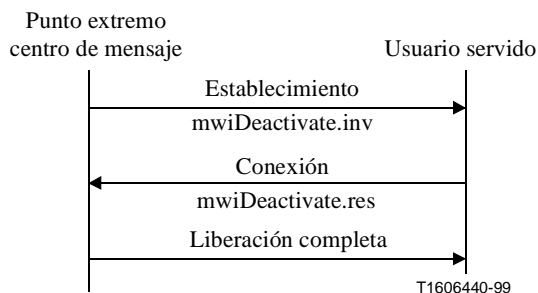 Punto extremo
centro de mensaje
Usuario servido
Establecimiento
mwiDeactivate.inv
Conexión
mwiDeactivate.res
Liberación completa
T1606440-99